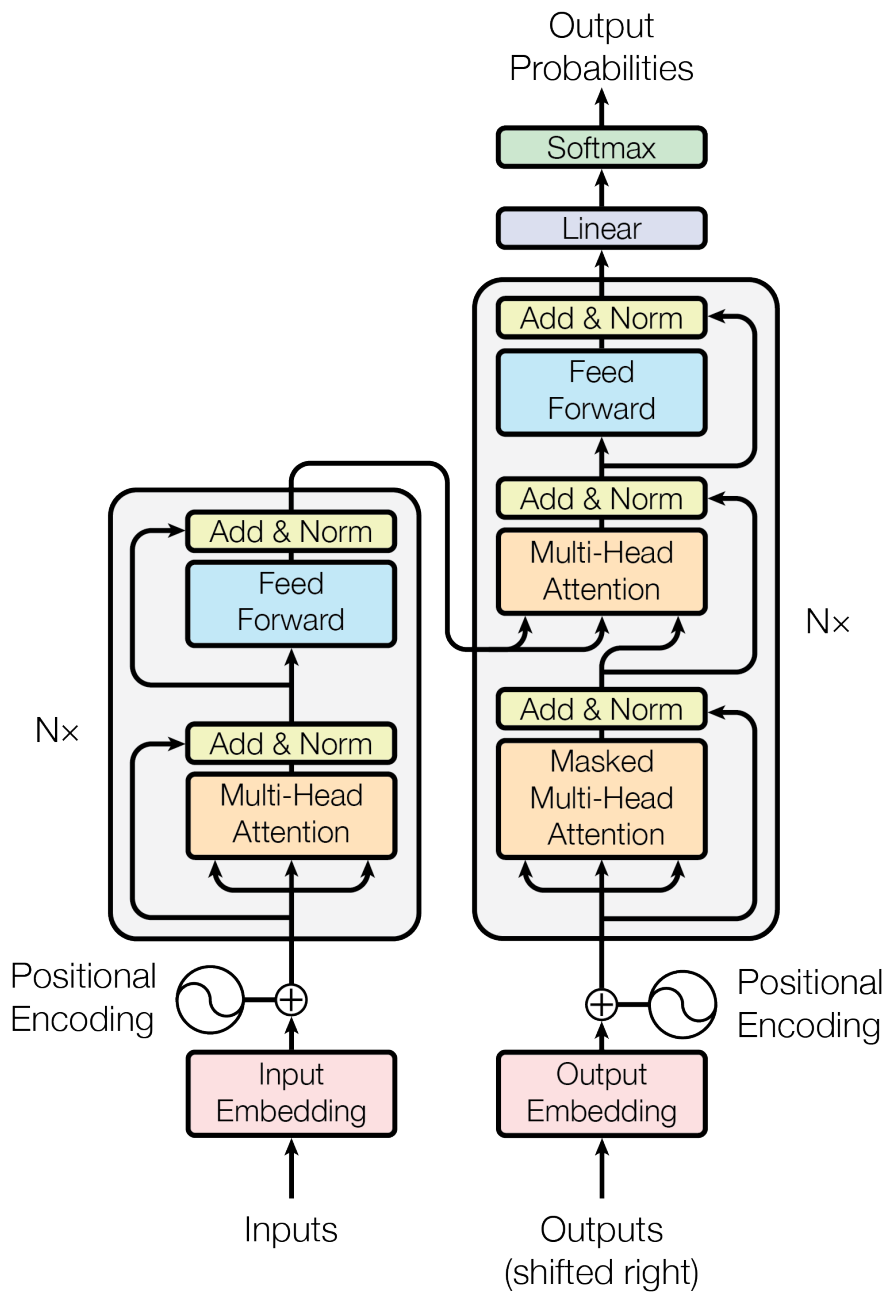 Output
Probabilities
Softmax
Linear
Add & Norm
Feed
Forward
Add & Norm
Multi-Head
Attention
Add & Norm
Masked
Multi-Head
Attention
N×
Add & Norm
Feed
Forward
Add & Norm
Multi-Head
Attention
N×
Positional
Encoding
Positional
Encoding
Input
Embedding
Output
Embedding
Inputs
Outputs
(shifted right)